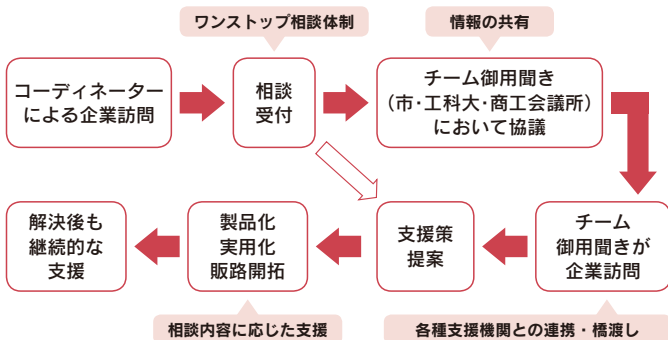 ワンストップ相談体制
情報の共有
コーディネーター
による企業訪問
相談
受付
チーム御用聞き
（市・工科大・商工会議所）
において協議
チーム
御用聞きが
企業訪問
支援策
提案
製品化
実用化
販路開拓
解決後も
継続的な
支援
相談内容に応じた支援
各種支援機関との連携・橋渡し